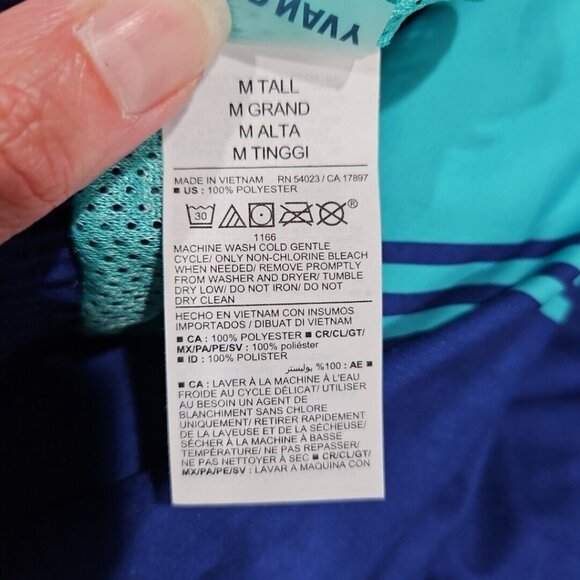 M TALL
M GRAND
M ALTA
M TINGGI
MADE IN VIETNAM RN 54023 / CA 17897
■ US : 100% POLYESTER
30
1166
MACHINE WASH COLD GENTLE
CYCLE/ ONLY NON-CHLORINE BLEACH
WHEN NEEDED/ REMOVE PROMPTLY
FROM WASHER AND DRYER/ TUMBLE
DRY LOW/ DO NOT IRON/ DO NOT
DRY CLEAN
HECHO EN VIETNAM CON INSUMOS
IMPORTADOS / DIBUAT DI VIETNAM
■ CA : 100% POLYESTER ■ CR/CL/GT/
MX/PA/PE/SV : 100% poliéster
■ ID : 100% POLISTER
■ AE : 100% بوليستر
■ CA : LAVER À LA MACHINE À L'EAU
FROIDE AU CYCLE DÉLICAT/ UTILISER
AU BESOIN UN AGENT DE
BLANCHIMENT SANS CHLORE
UNIQUEMENT/ RETIRER RAPIDEMENT
DE LA LAVEUSE ET DE LA SÉCHEUSE/
SÉCHER À LA MACHINE À BASSE
TEMPÉRATURE/ NE PAS REPASSER/
NE PAS NETTOYER À SEC ■ CR/CL/GT/
MX/PA/PE/SV : LAVAR A MAQUINA CON